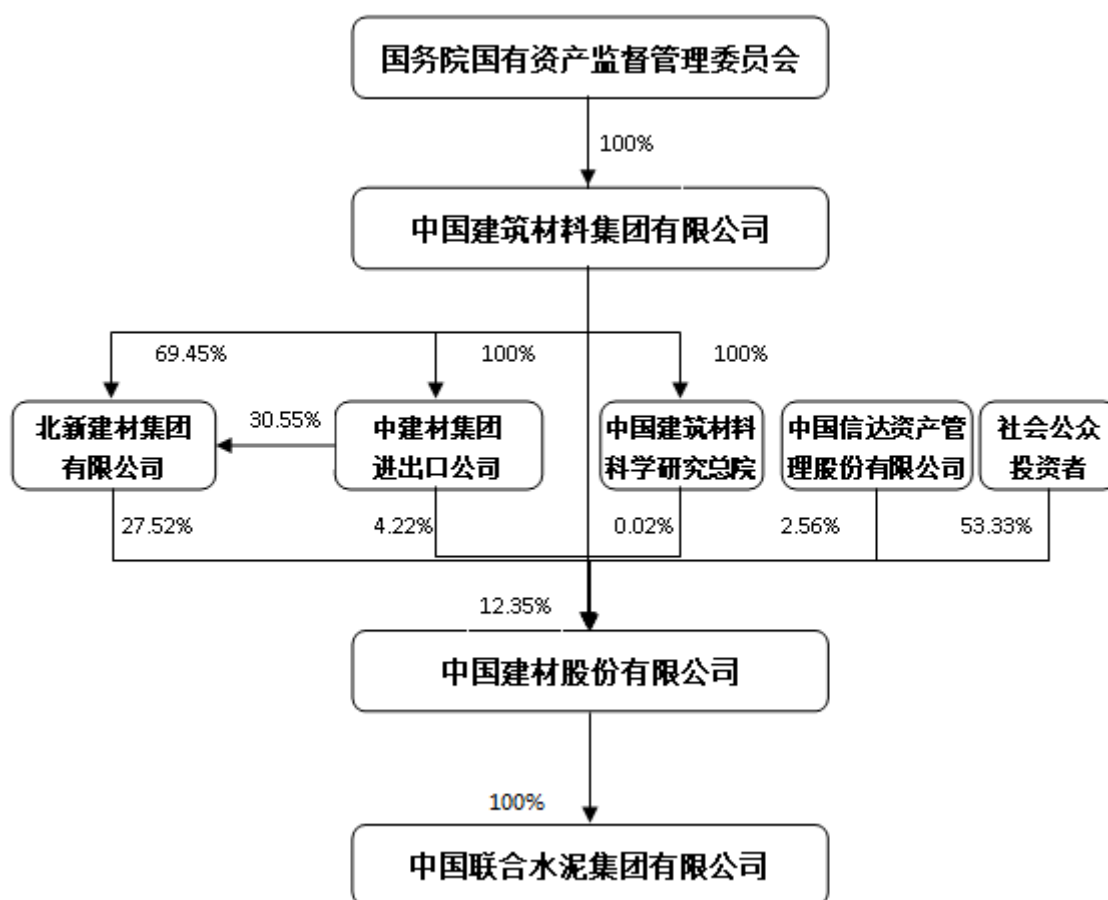 国务院国有资产监督管理委员会
100%
中国建筑材料集团有限公司
69.45%
100%
100%
北新建材集团
有限公司
30.55%
中建材集团
进出口公司
中国建筑材料
科学研究总院
中国信达资产管
理股份有限公司
社会公众
投资者
27.52%
4.22%
0.02%
2.56%
53.33%
12.35%
中国建材股份有限公司
100%
中国联合水泥集团有限公司